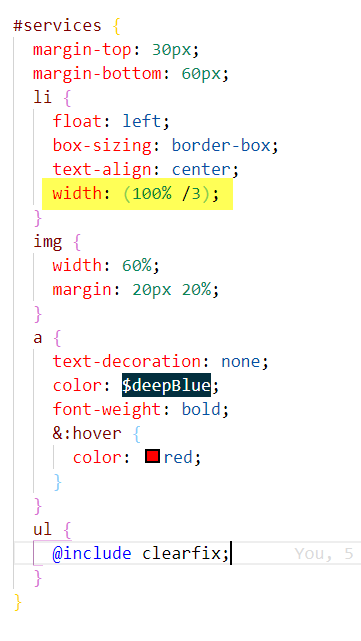 #services {
margin-top: 30px;
margin-bottom: 60px;
li {
float: left;
box-sizing: border-box;
text-align: center;
width: (100% /3);
}
img {
width: 60%;
margin: 20px 20%;
}
a {
text-decoration: none;
color: $deepBlue;
font-weight: bold;
&:hover {
color: red;
}
}
ul {
@include clearfix; You, 5
}
}